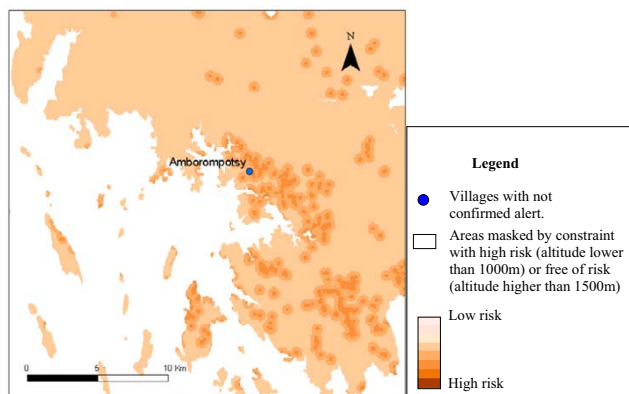 N
Amborompotsy
0
5
10 Km
Legend
Villages with not
confirmed alert.
Areas masked by constraint
with high risk (altitude lower
than 1000m) or free of risk
(altitude higher than 1500m)
Low risk
High risk